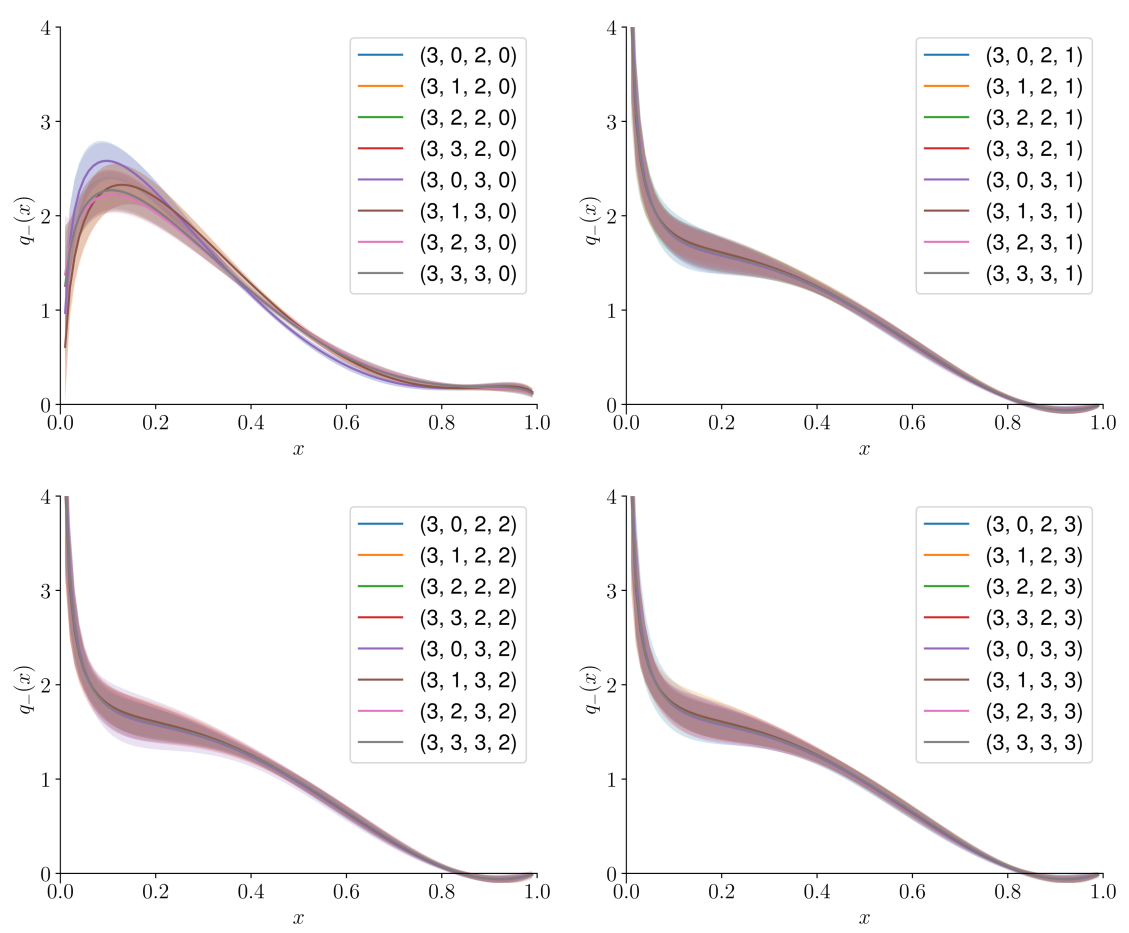 4
3
2
1
0
q_−(x)
(3, 0, 2, 0)
(3, 1, 2, 0)
(3, 2, 2, 0)
(3, 3, 2, 0)
(3, 0, 3, 0)
(3, 1, 3, 0)
(3, 2, 3, 0)
(3, 3, 3, 0)
0.0 0.2 0.4 0.6 0.8 1.0
x
4
3
2
1
0
q_−(x)
(3, 0, 2, 1)
(3, 1, 2, 1)
(3, 2, 2, 1)
(3, 3, 2, 1)
(3, 0, 3, 1)
(3, 1, 3, 1)
(3, 2, 3, 1)
(3, 3, 3, 1)
0.0 0.2 0.4 0.6 0.8 1.0
x
4
3
2
1
0
q_−(x)
(3, 0, 2, 2)
(3, 1, 2, 2)
(3, 2, 2, 2)
(3, 3, 2, 2)
(3, 0, 3, 2)
(3, 1, 3, 2)
(3, 2, 3, 2)
(3, 3, 3, 2)
0.0 0.2 0.4 0.6 0.8 1.0
x
4
3
2
1
0
q_−(x)
(3, 0, 2, 3)
(3, 1, 2, 3)
(3, 2, 2, 3)
(3, 3, 2, 3)
(3, 0, 3, 3)
(3, 1, 3, 3)
(3, 2, 3, 3)
(3, 3, 3, 3)
0.0 0.2 0.4 0.6 0.8 1.0
x